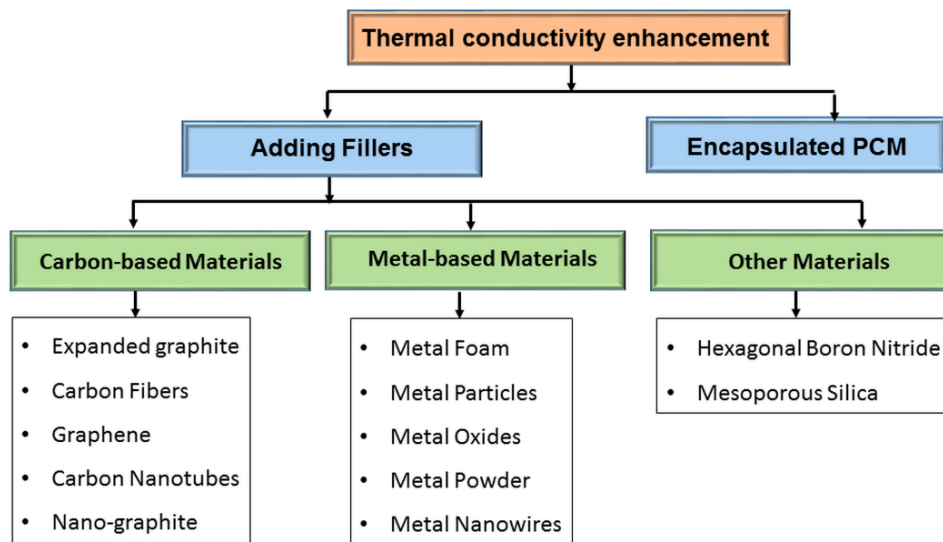 Thermal conductivity enhancement
Adding Fillers
Encapsulated PCM
Carbon-based Materials
Metal-based Materials
Other Materials
• Expanded graphite
• Carbon Fibers
• Graphene
• Carbon Nanotubes
• Nano-graphite
• Metal Foam
• Metal Particles
• Metal Oxides
• Metal Powder
• Metal Nanowires
• Hexagonal Boron Nitride
• Mesoporous Silica